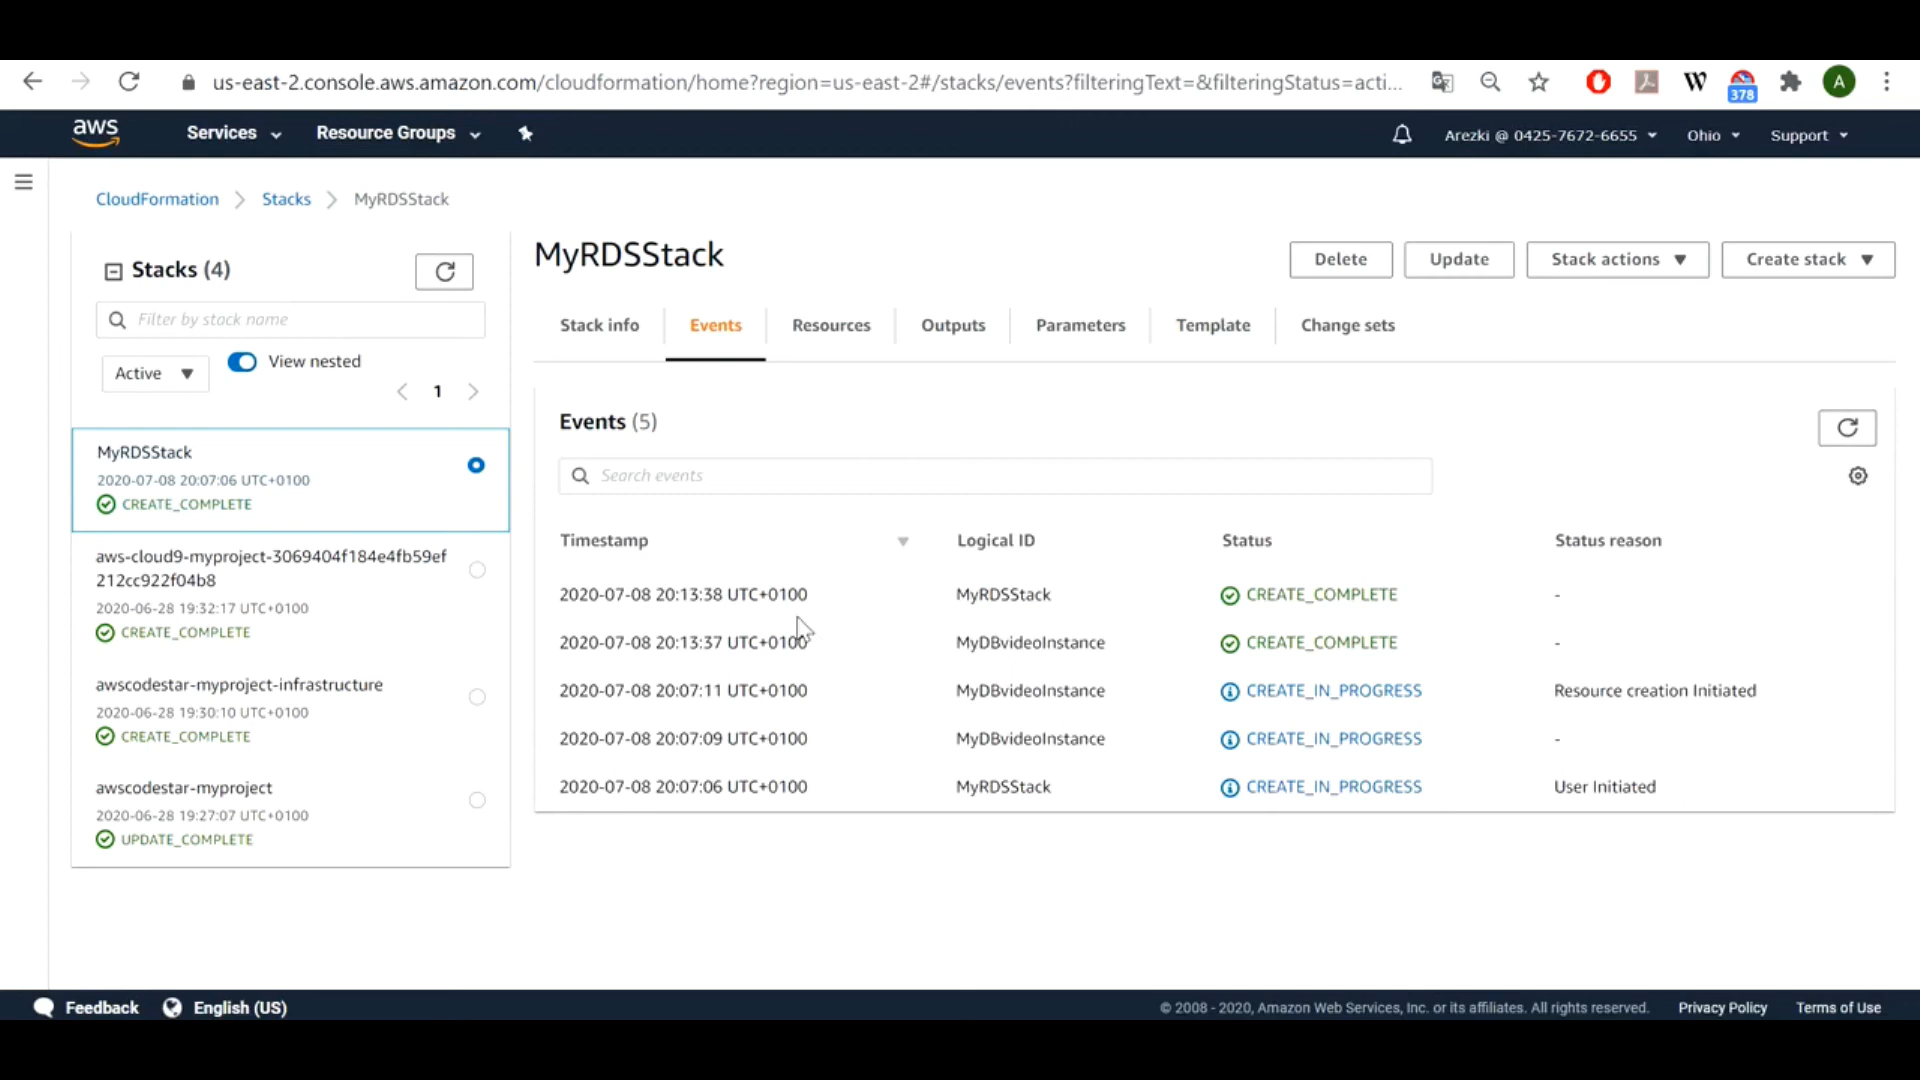 us-east-2.console.aws.amazon.com/cloudformation/home?region=us-east-2#/stacks/events?filteringText=&filteringStatus=acti...
W
378
A
aws
Services
Resource Groups
Arezki @ 0425-7672-6655
Ohio
Support
CloudFormation
Stacks
MyRDSStack
Stacks (4)
Filter by stack name
Active
View nested
1
MyRDSStack
2020-07-08 20:07:06 UTC+0100
CREATE_COMPLETE
aws-cloud9-myproject-3069404f184e4fb59ef
212cc922f04b8
2020-06-28 19:32:17 UTC+0100
CREATE_COMPLETE
awscodestar-myproject-infrastructure
2020-06-28 19:30:10 UTC+0100
CREATE_COMPLETE
awscodestar-myproject
2020-06-28 19:27:07 UTC+0100
UPDATE_COMPLETE
MyRDSStack
Delete
Update
Stack actions
Create stack
Stack info
Events
Resources
Outputs
Parameters
Template
Change sets
Events (5)
Search events
Timestamp Logical ID Status Status reason
2020-07-08 20:13:38 UTC+0100 MyRDSStack CREATE_COMPLETE -
2020-07-08 20:13:37 UTC+0100 MyDBvideoInstance CREATE_COMPLETE -
2020-07-08 20:07:11 UTC+0100 MyDBvideoInstance CREATE_IN_PROGRESS Resource creation Initiated
2020-07-08 20:07:09 UTC+0100 MyDBvideoInstance CREATE_IN_PROGRESS -
2020-07-08 20:07:06 UTC+0100 MyRDSStack CREATE_IN_PROGRESS User Initiated
Feedback
English (US)
© 2008 - 2020, Amazon Web Services, Inc. or its affiliates. All rights reserved.
Privacy Policy
Terms of Use